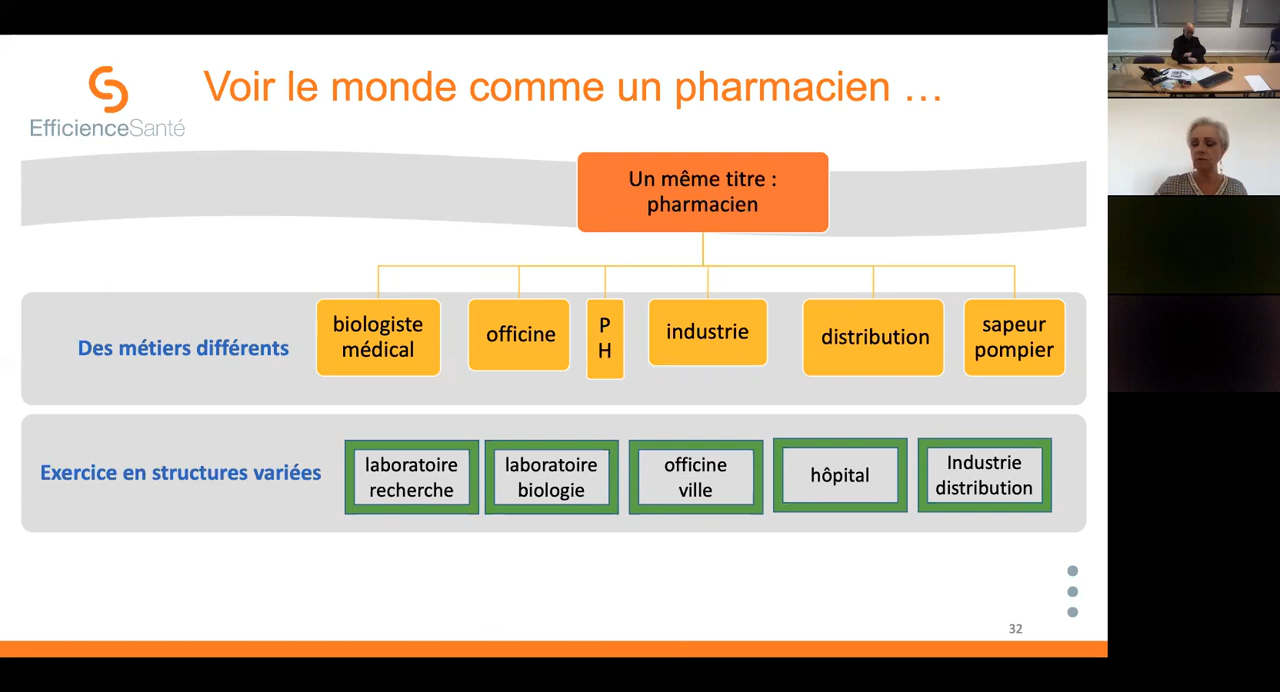 Voir le monde comme un pharmacien …
EfficienceSanté
Un même titre :
pharmacien
Des métiers différents
biologiste
médical
officine
P
H
industrie
distribution
sapeur
pompier
Exercice en structures variées
laboratoire
recherche
laboratoire
biologie
officine
ville
hôpital
Industrie
distribution
32